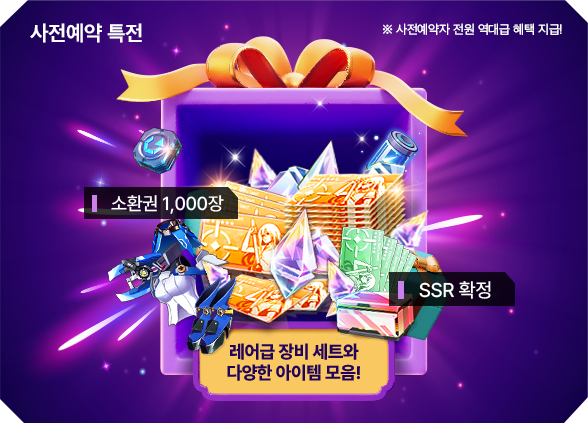 사전예약 특전
※ 사전예약자 전원 역대급 혜택 지급!
소환권 1,000장
SSR 확정
레어급 장비 세트와
다양한 아이템 모음!